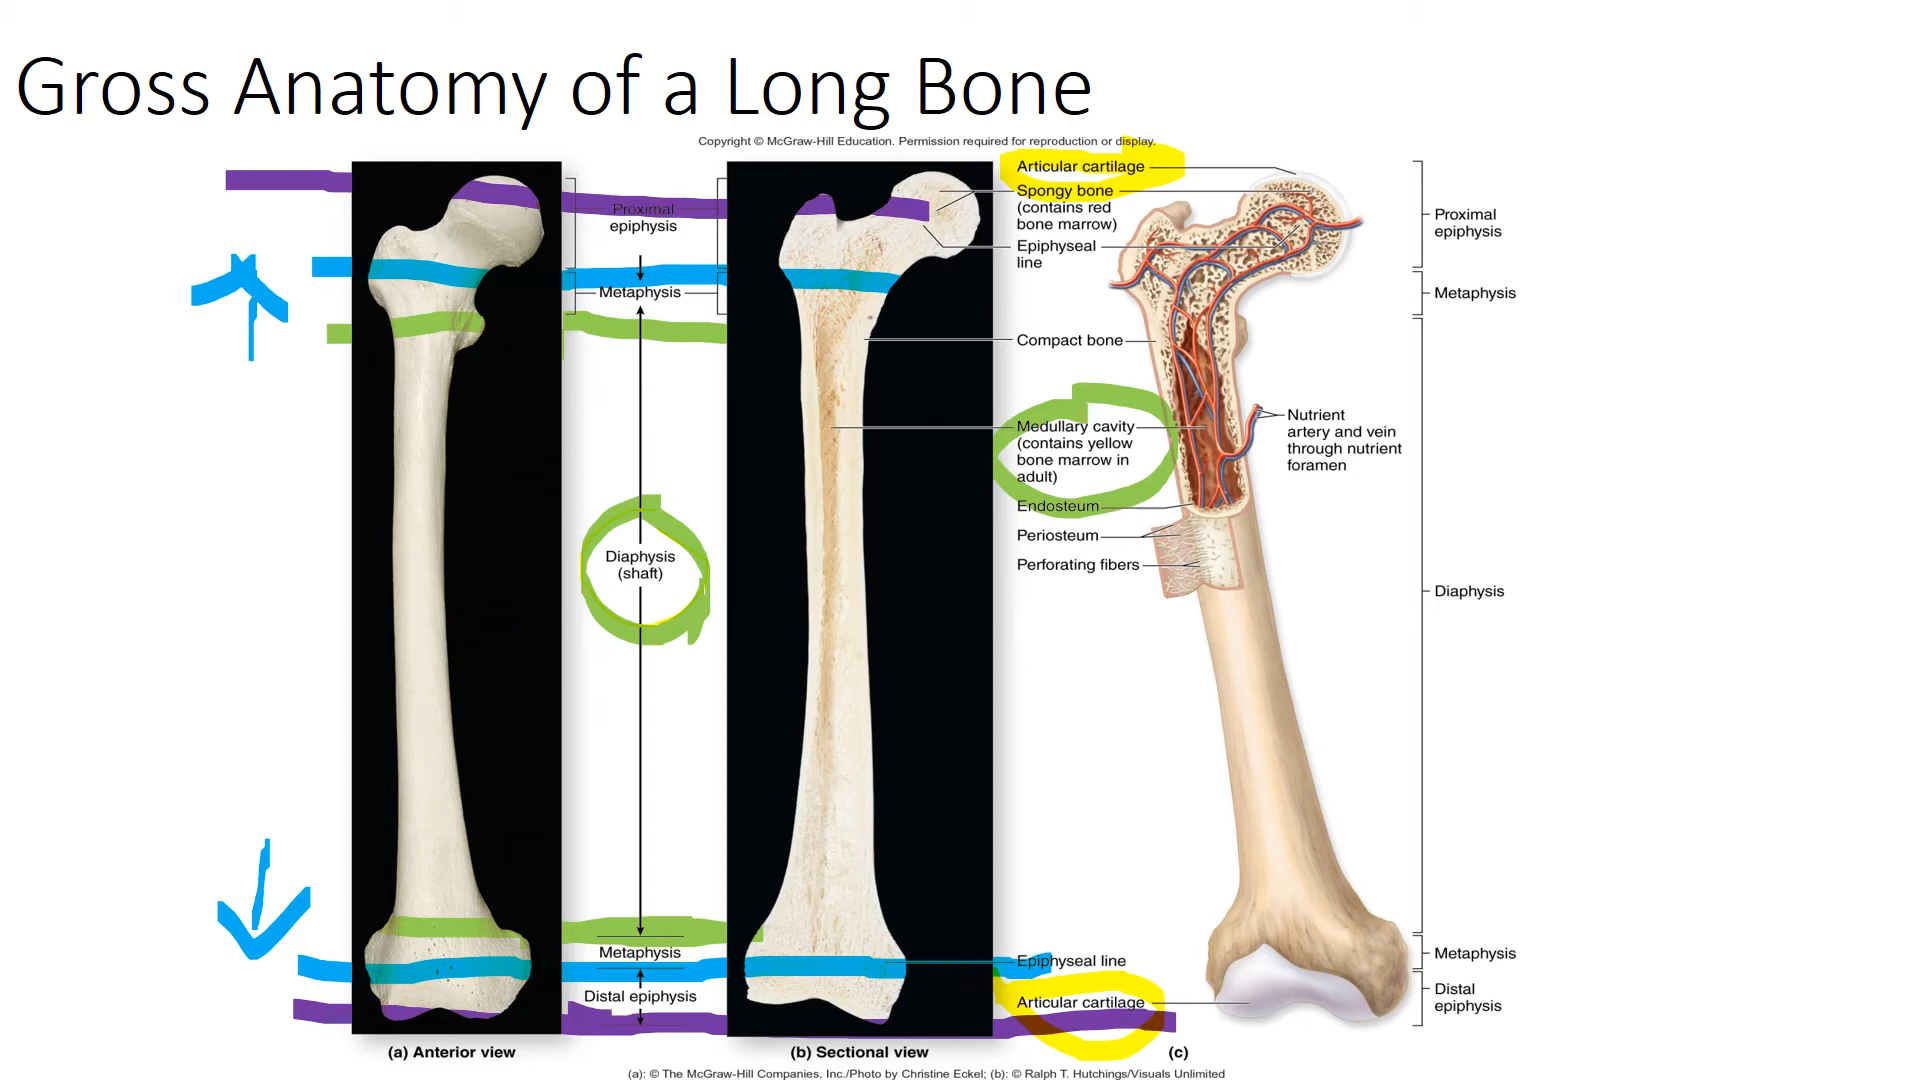 Gross Anatomy of a Long Bone
Copyright © McGraw-Hill Education. Permission required for reproduction or display.
Proximal
epiphysis
Metaphysis
Diaphysis
(shaft)
Metaphysis
Distal epiphysis
Articular cartilage
Spongy bone
(contains red
bone marrow)
Epiphyseal
line
Compact bone
Medullary cavity
(contains yellow
bone marrow in
adult)
Endosteum
Periosteum
Perforating fibers
Epiphyseal line
Articular cartilage
Nutrient
artery and vein
through nutrient
foramen
Proximal
epiphysis
Metaphysis
Diaphysis
Metaphysis
Distal
epiphysis
(a) Anterior view
(b) Sectional view
(c)
(a): © The McGraw-Hill Companies, Inc./Photo by Christine Eckel; (b): © Ralph T. Hutchings/Visuals Unlimited